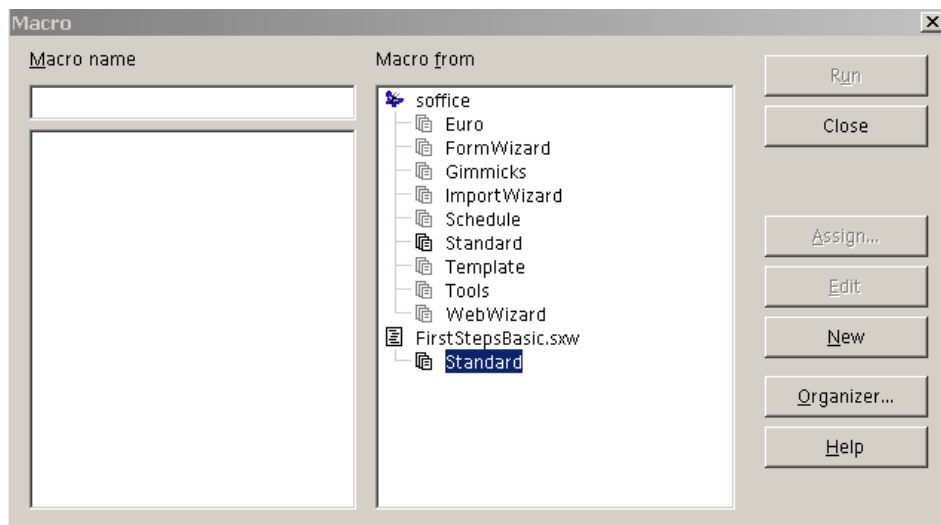 Macro
Macro name
Macro from
soffice
Euro
FormWizard
Gimmicks
ImportWizard
Schedule
Standard
Template
Tools
WebWizard
FirstStepsBasic.sxw
Standard
Run
Close
Assign...
Edit
New
Organizer...
Help